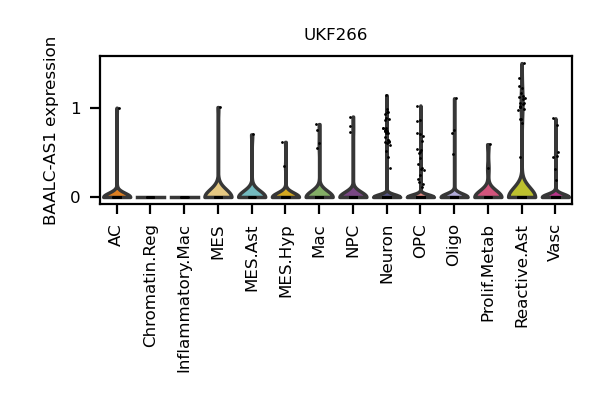 UKF266
BAALC-AS1 expression
1
0
AC
Chromatin.Reg
Inflammatory.Mac
MES
MES.Ast
MES.Hyp
Mac
NPC
Neuron
OPC
Oligo
Prolif.Metab
Reactive.Ast
Vasc